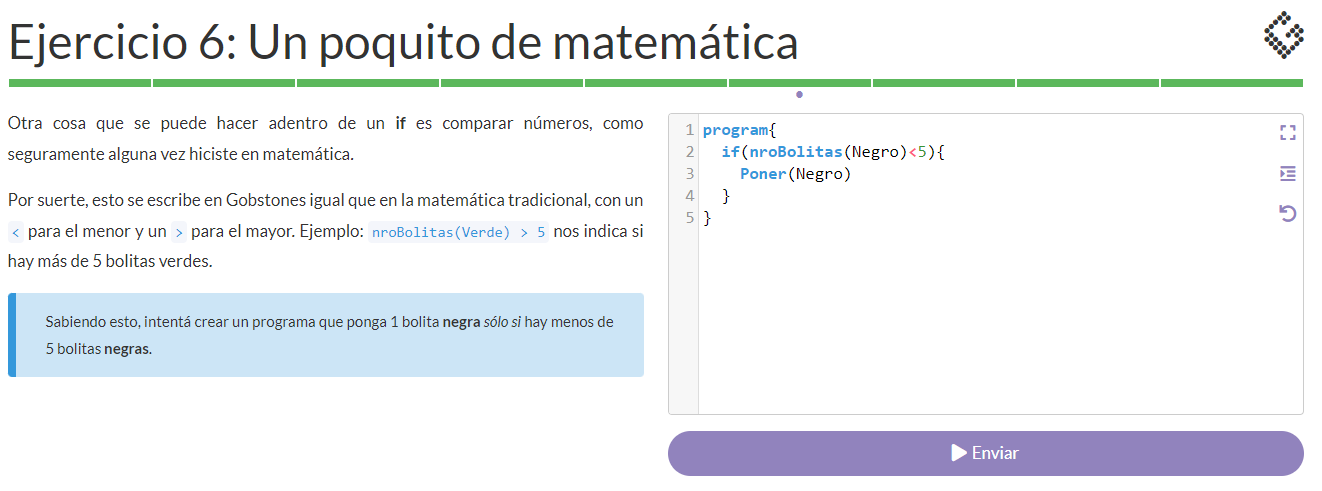 Ejercicio 6: Un poquito de matemática
Otra cosa que se puede hacer adentro de un if es comparar números, como
seguramente alguna vez hiciste en matemática.
Por suerte, esto se escribe en Gobstones igual que en la matemática tradicional, con un
< para el menor y un > para el mayor. Ejemplo: nroBolitas(Verde) > 5 nos indica si
hay más de 5 bolitas verdes.
Sabiendo esto, intentá crear un programa que ponga 1 bolita negra sólo si hay menos de
5 bolitas negras.
1 program{
2   if(nroBolitas(Negro)<5){
3     Poner(Negro)
4   }
5 }
Enviar